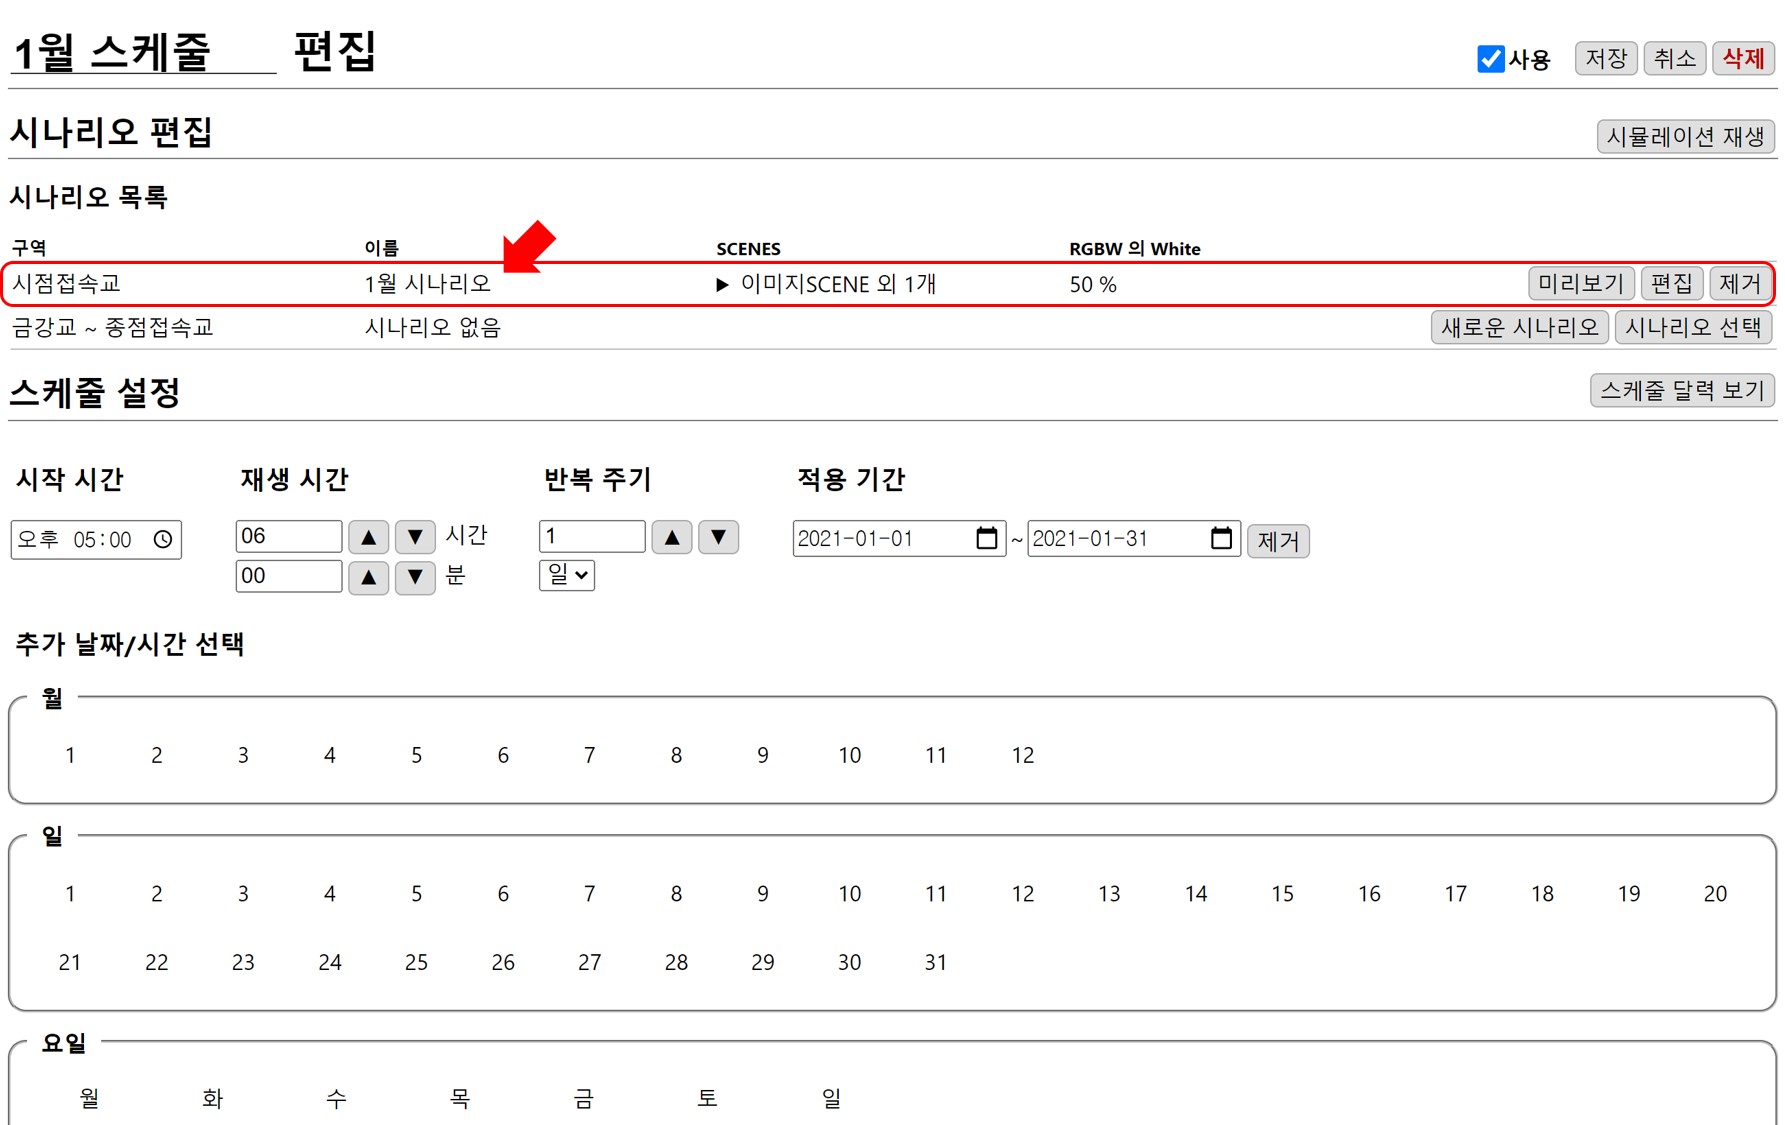 1월 스케줄 편집
사용 저장 취소 삭제
시나리오 편집
시뮬레이션 재생
시나리오 목록
구역 이름 SCENES RGBW 의 White
시점접속교 1월 시나리오 ▶ 이미지SCENE 외 1개 50 % 미리보기 편집 제거
금강교 ~ 종점접속교 시나리오 없음 새로운 시나리오 시나리오 선택
스케줄 설정
스케줄 달력 보기
시작 시간 재생 시간 반복 주기 적용 기간
오후 05:00 06 ▲ ▼ 시간 1 ▲ ▼ 2021-01-01 ~ 2021-01-31 제거
00 ▲ ▼ 분 일
추가 날짜/시간 선택
월
1 2 3 4 5 6 7 8 9 10 11 12
일
1 2 3 4 5 6 7 8 9 10 11 12 13 14 15 16 17 18 19 20
21 22 23 24 25 26 27 28 29 30 31
요일
월 화 수 목 금 토 일